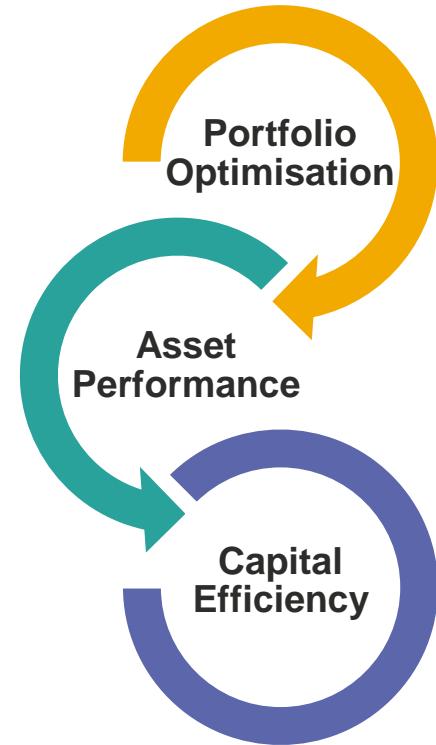 Portfolio
Optimisation
Asset
Performance
Capital
Efficiency